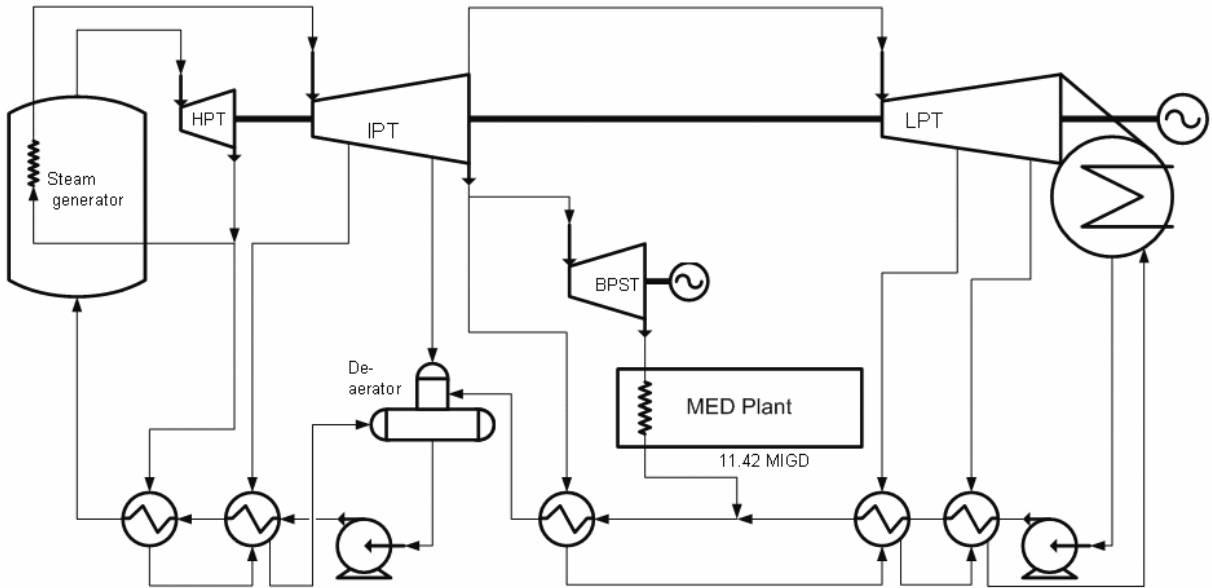 HPT
IPT
LPT
Steam
generator
BPST
De-
aerator
MED Plant
11.42 MIGD